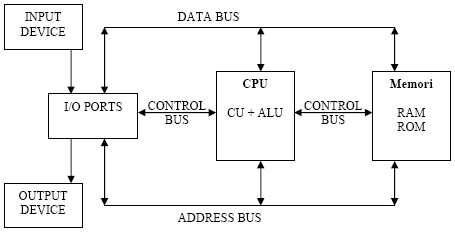 INPUT
DEVICE
DATA BUS
I/O PORTS
CONTROL
BUS
CPU
CU + ALU
CONTROL
BUS
Memori
RAM
ROM
OUTPUT
DEVICE
ADDRESS BUS